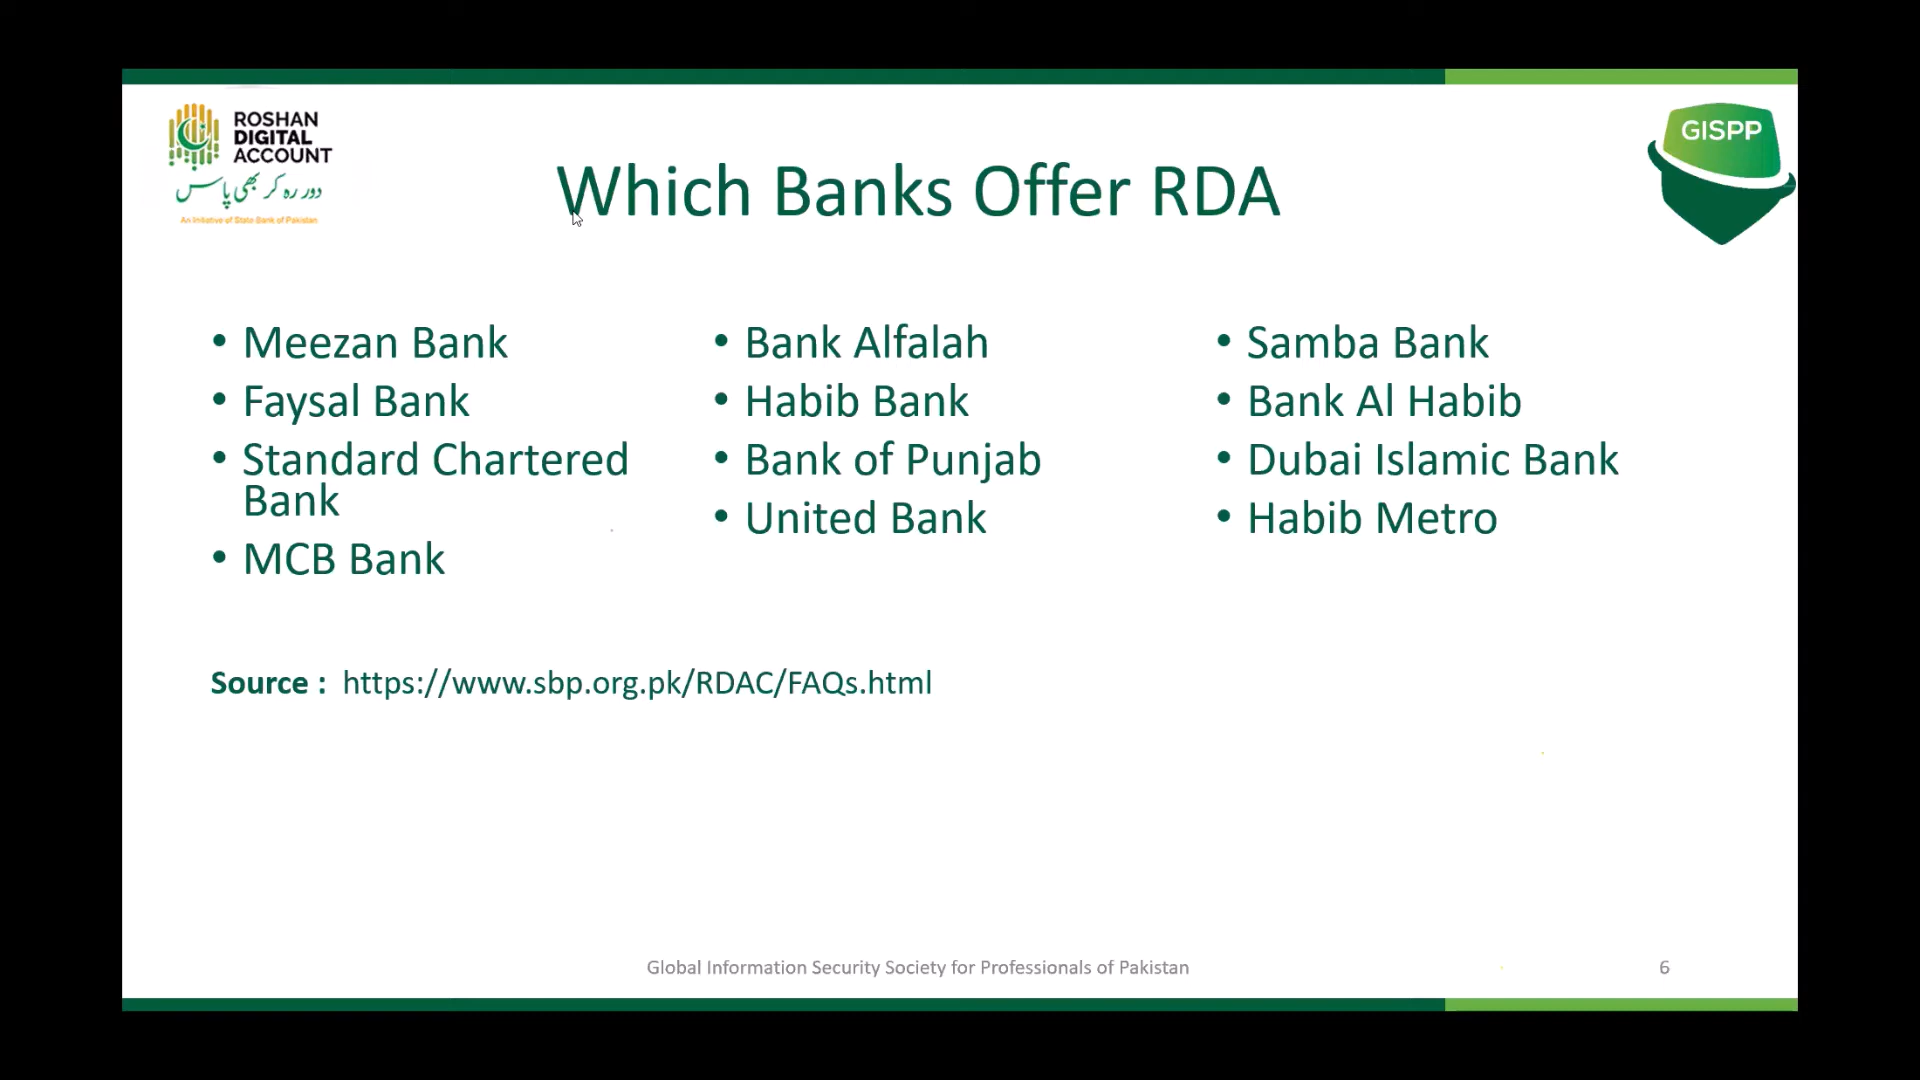 ROSHAN
DIGITAL
ACCOUNT
دور رہ کر بھی پاس
An Initiative of State Bank of Pakistan
GISPP
Which Banks Offer RDA
• Meezan Bank
• Faysal Bank
• Standard Chartered
Bank
• MCB Bank
• Bank Alfalah
• Habib Bank
• Bank of Punjab
• United Bank
• Samba Bank
• Bank Al Habib
• Dubai Islamic Bank
• Habib Metro
Source : https://www.sbp.org.pk/RDAC/FAQs.html
Global Information Security Society for Professionals of Pakistan
6